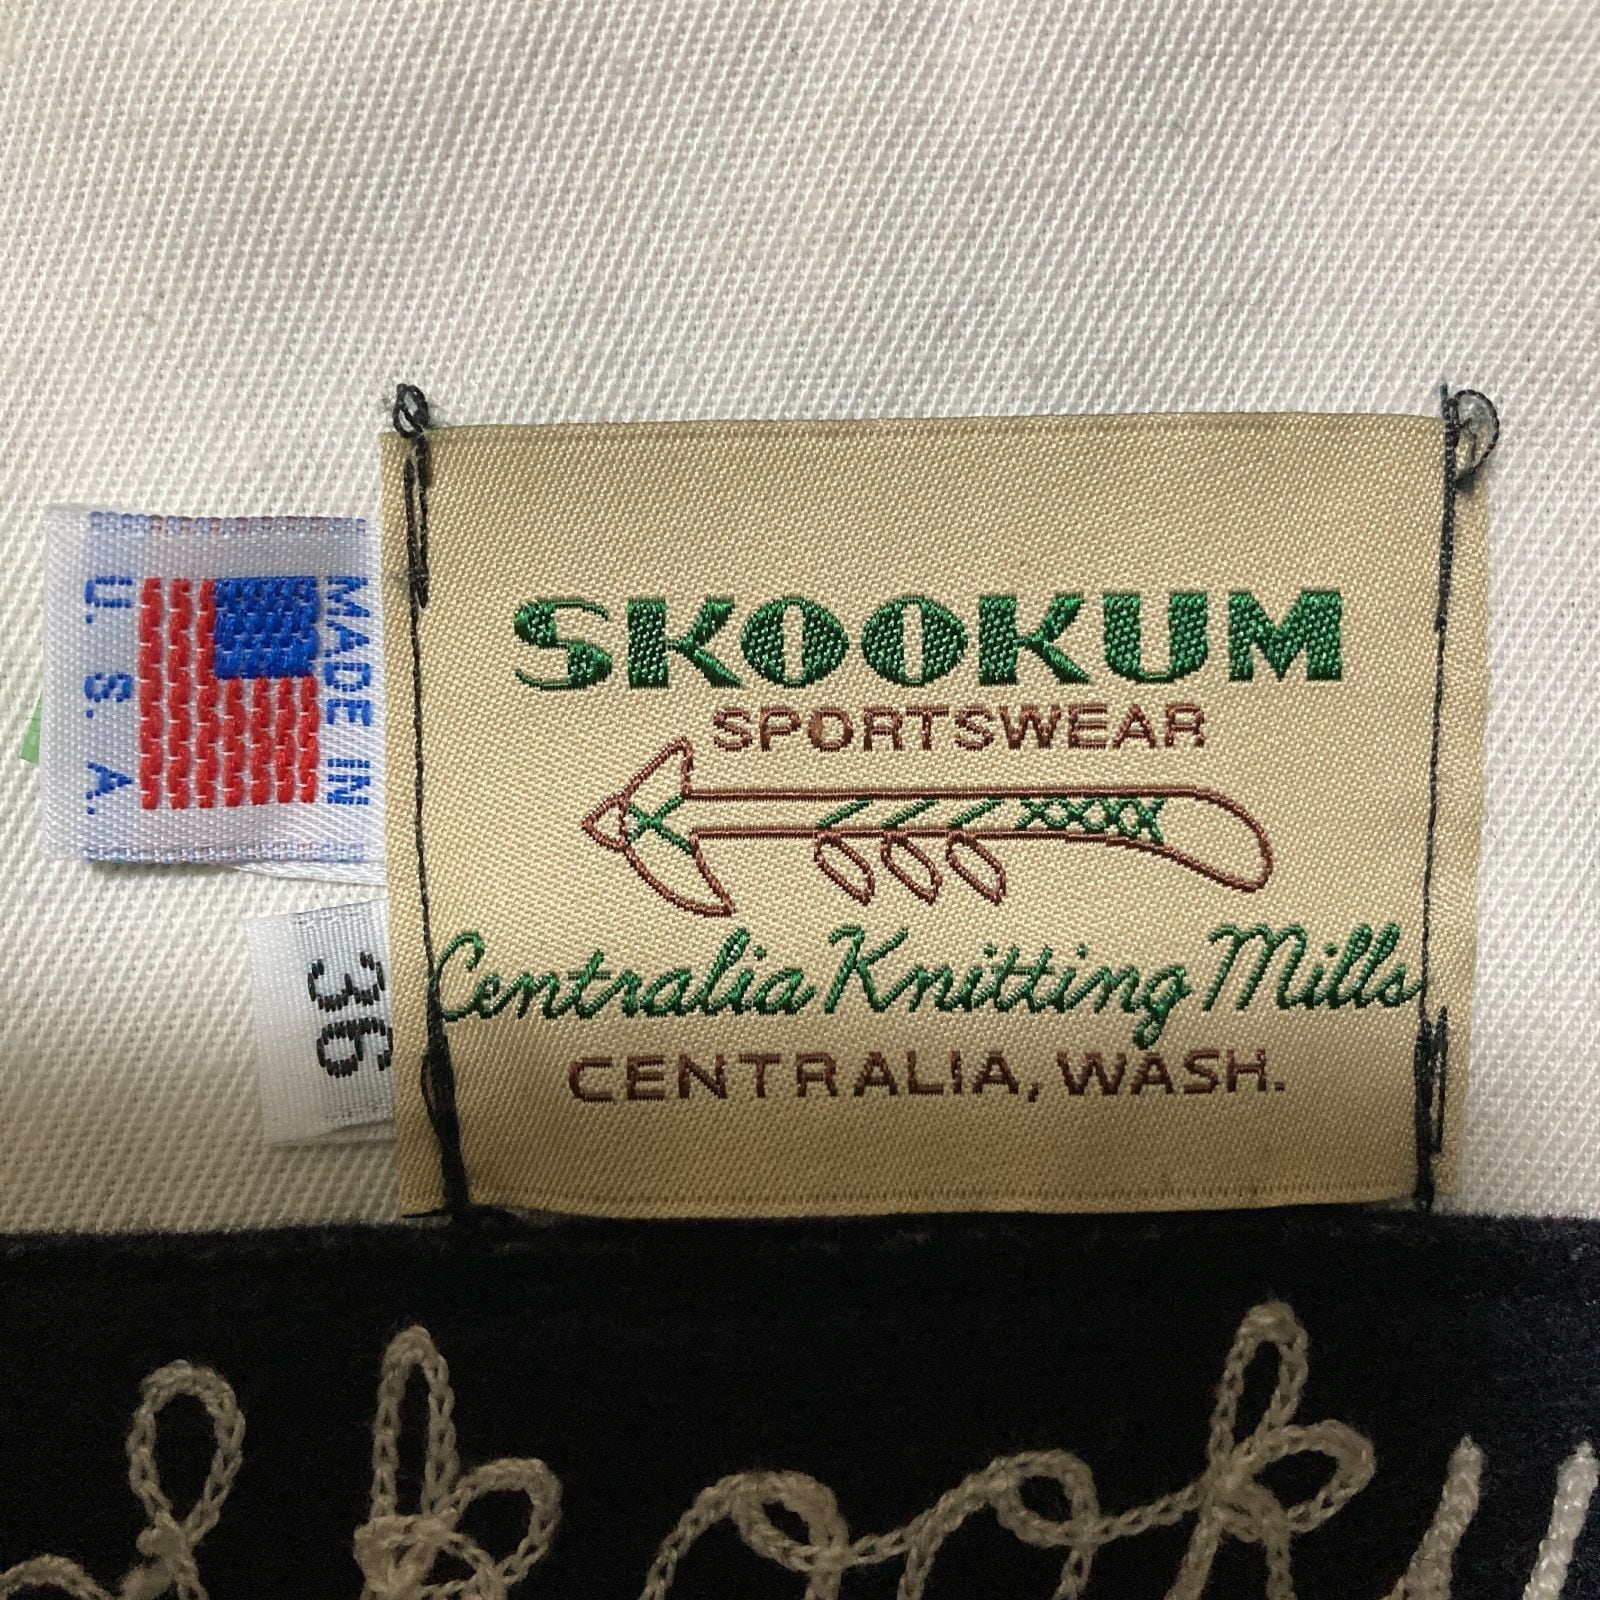 MADE IN
U. S. A.
36
SKOOKUM
SPORTSWEAR
Centralia Knitting Mills
CENTRALIA, WASH.